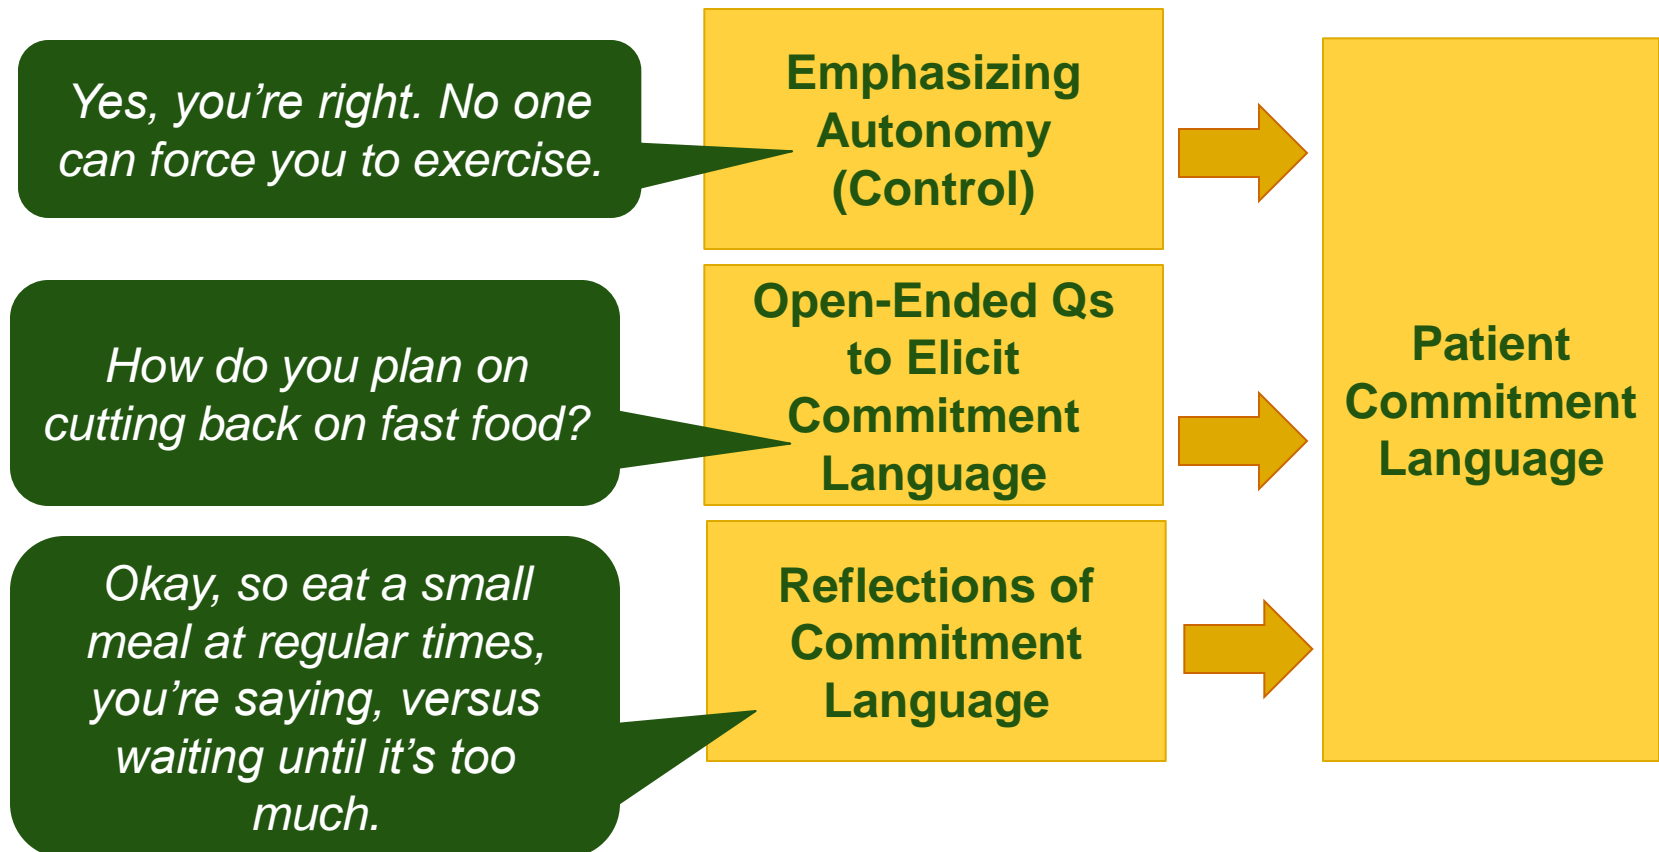 Yes, you’re right. No one
can force you to exercise.
Emphasizing
Autonomy
(Control)
How do you plan on
cutting back on fast food?
Open-Ended Qs
to Elicit
Commitment
Language
Okay, so eat a small
meal at regular times,
you’re saying, versus
waiting until it’s too
much.
Reflections of
Commitment
Language
Patient
Commitment
Language